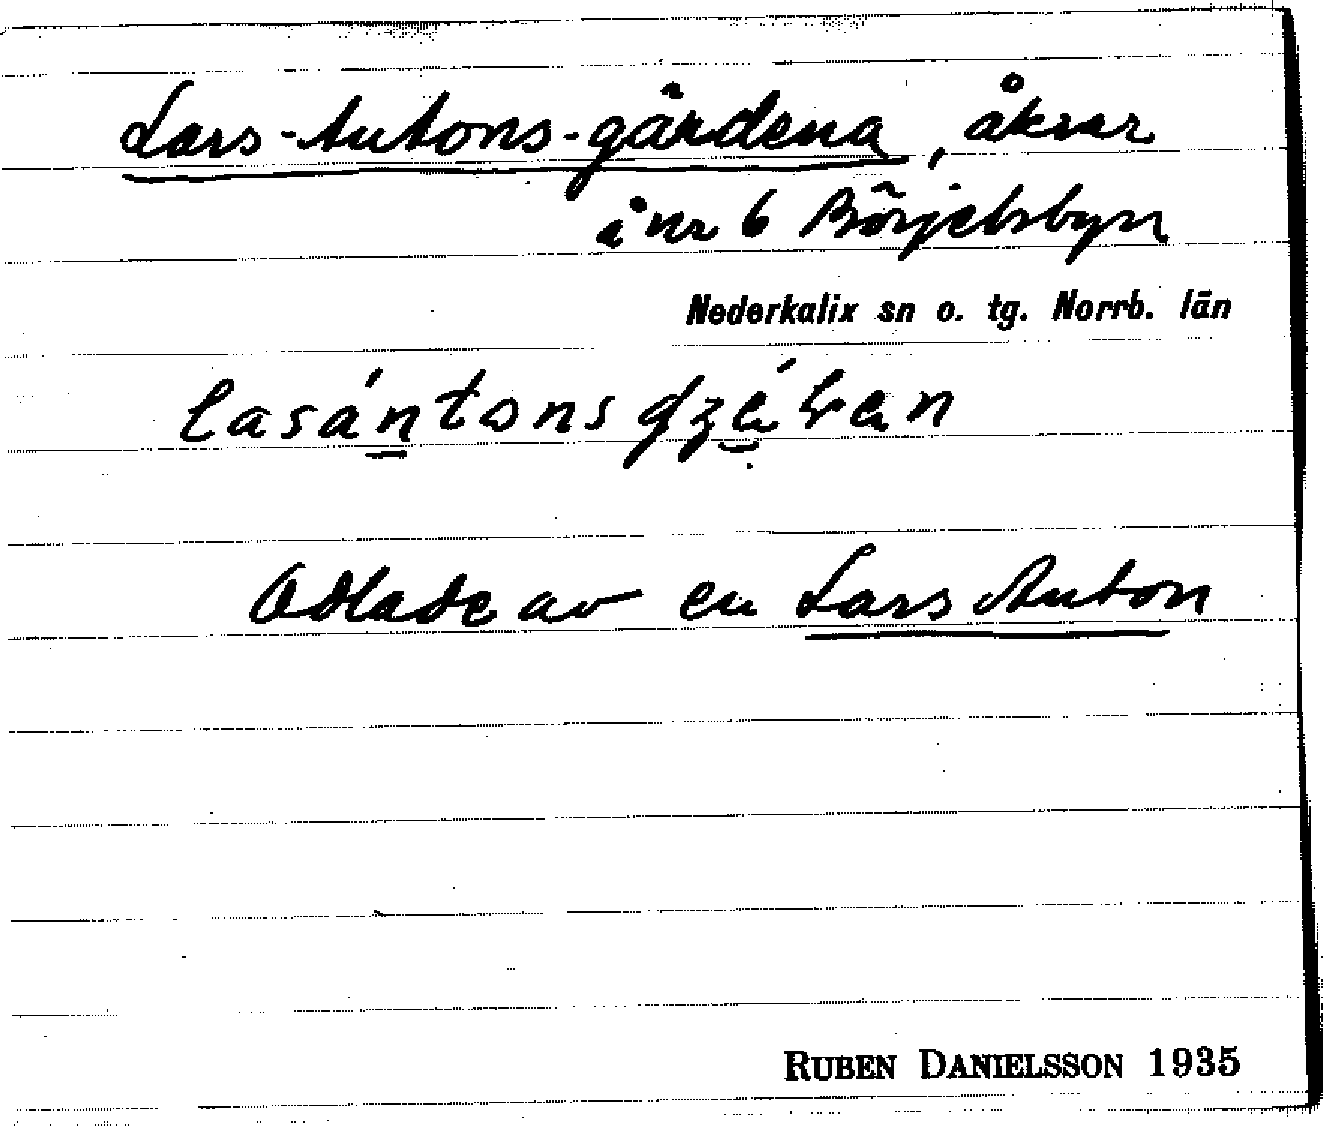 Lars-Antons-gärdena, åkrar
å nr 6 Börjelsbyn
Nederkalix sn o. tg. Norrb. län
Odlade av en Lars Anton
RUBEN DANIELSSON 1935